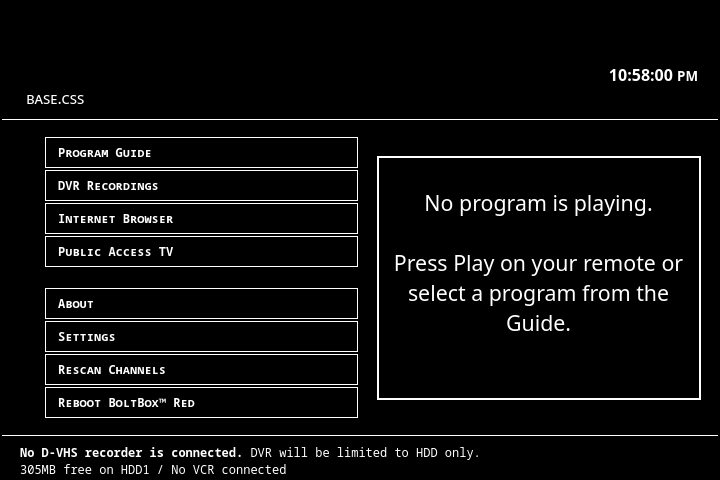 10:58:00 PM
BASE.CSS
Program Guide
DVR Recordings
Internet Browser
Public Access TV
About
Settings
Rescan Channels
Reboot BoltBox™ Red
No program is playing.
Press Play on your remote or
select a program from the
Guide.
No D-VHS recorder is connected. DVR will be limited to HDD only.
305MB free on HDD1 / No VCR connected